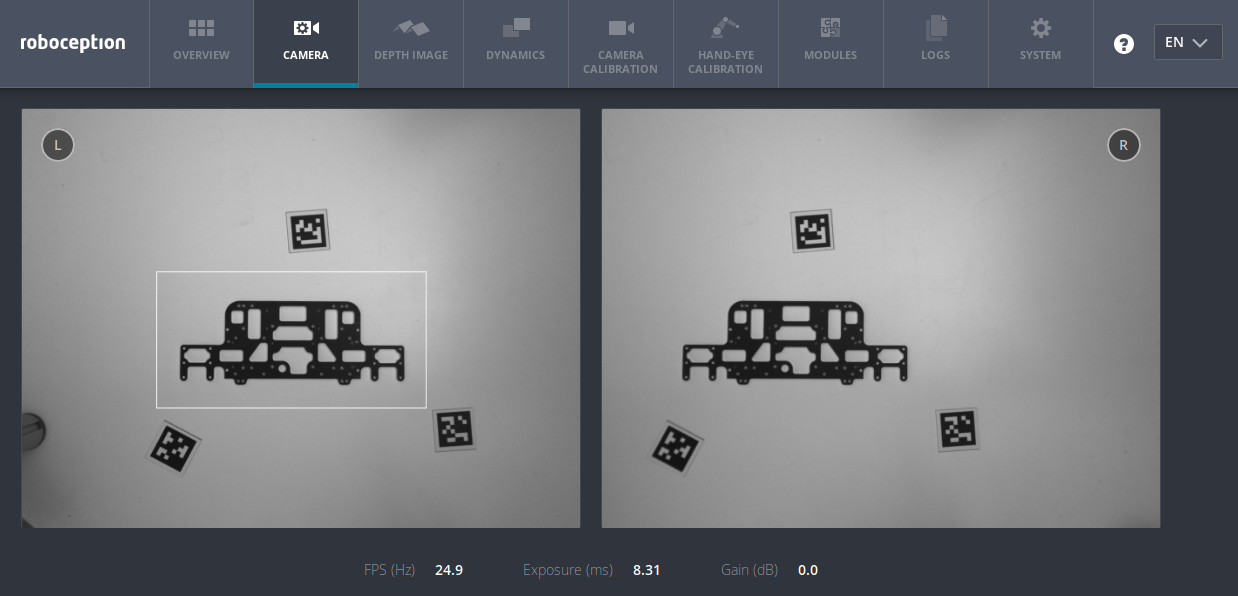 roboception
OVERVIEW
CAMERA
DEPTH IMAGE
DYNAMICS
CAMERA
CALIBRATION
HAND-EYE
CALIBRATION
MODULES
LOGS
SYSTEM
?
EN
L
R
FPS (Hz) 24.9 Exposure (ms) 8.31 Gain (dB) 0.0